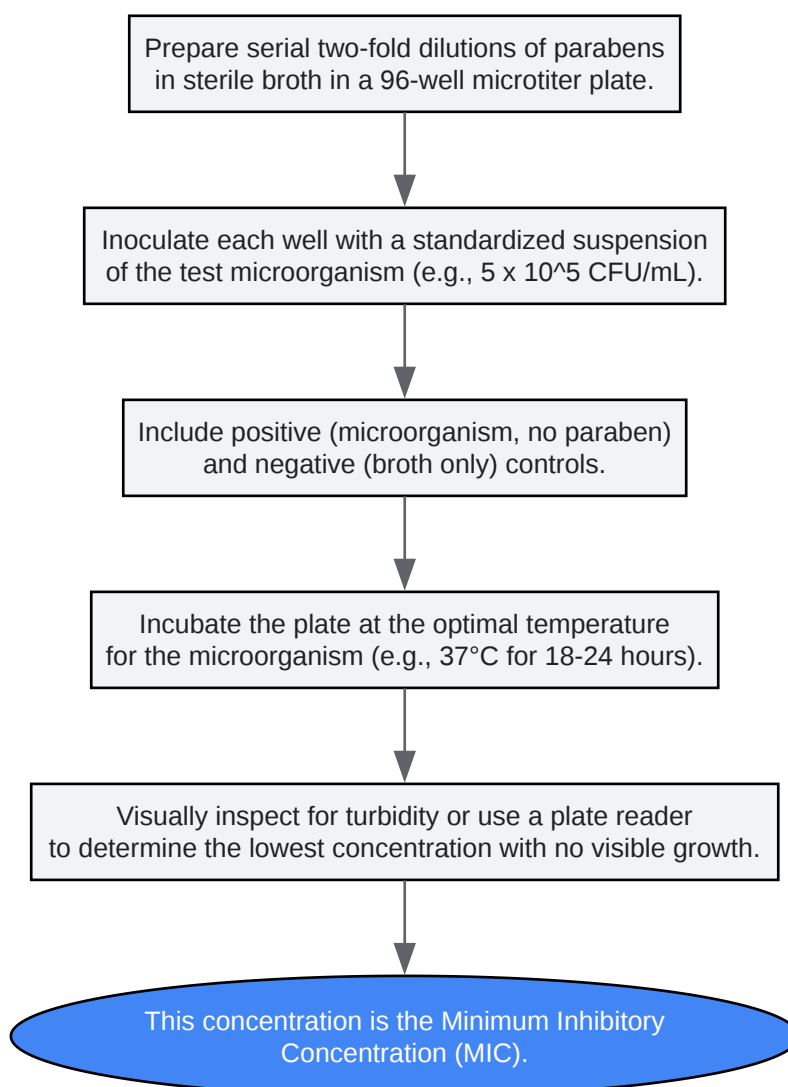 Prepare serial two-fold dilutions of parabens
in sterile broth in a 96-well microtiter plate.
Inoculate each well with a standardized suspension
of the test microorganism (e.g., 5 x 10^5 CFU/mL).
Include positive (microorganism, no paraben)
and negative (broth only) controls.
Incubate the plate at the optimal temperature
for the microorganism (e.g., 37°C for 18-24 hours).
Visually inspect for turbidity or use a plate reader
to determine the lowest concentration with no visible growth.
This concentration is the Minimum Inhibitory
Concentration (MIC).